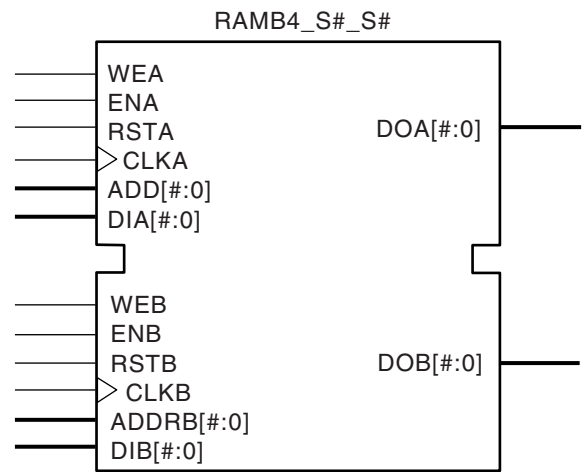 RAMB4_S#_S#
WEA
ENA
RSTA
CLKA
ADD[#:0]
DIA[#:0]
DOA[#:0]
WEB
ENB
RSTB
CLKB
ADDRB[#:0]
DIB[#:0]
DOB[#:0]